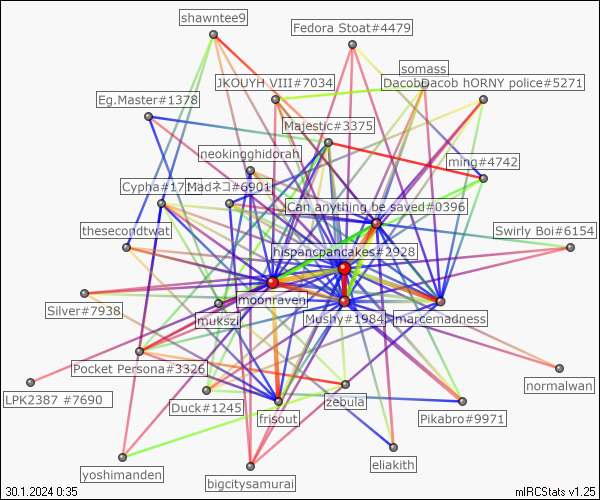 shawntee9
Fedora Stoat#4479
somass
JKOUYH VIII#7034
DacobDacob hORNY police#5271
Eg.Master#1378
Majestic#3375
neokingghidorah
ming#4742
Cypha#17
Madネコ#6901
Can anything be saved#0396
thesecondtwat
Swirly Boi#6154
hispancpancakes#2928
moonraven
Silver#7938
mukszi
Mushy#1984
marcemadness
Pocket Persona#3326
normalwan
LPK2387 #7690
Duck#1245
zebula
frisout
Pikabro#9971
eliakith
yoshimanden
bigcitysamurai
30.1.2024 0:35
mIRCStats v1.25